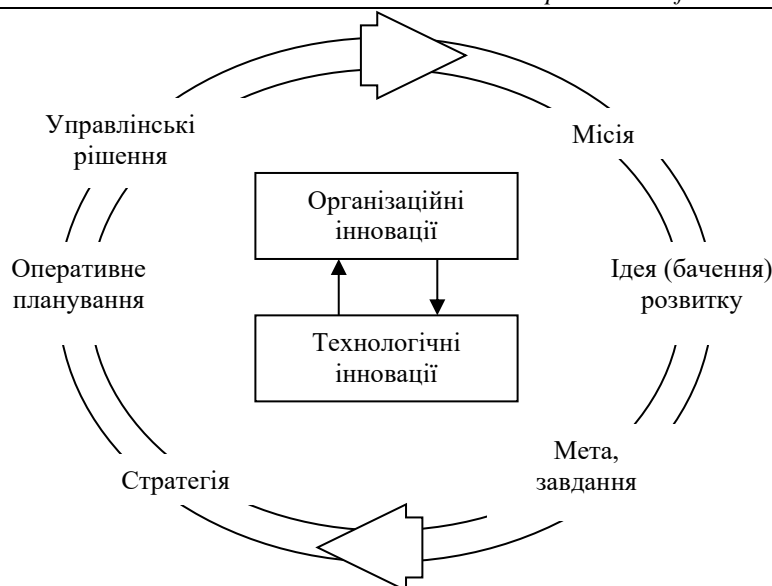 Управлінські
рішення
Місія
Організаційні
інновації
Оперативне
планування
Ідея (бачення)
розвитку
Технологічні
інновації
Мета,
завдання
Стратегія